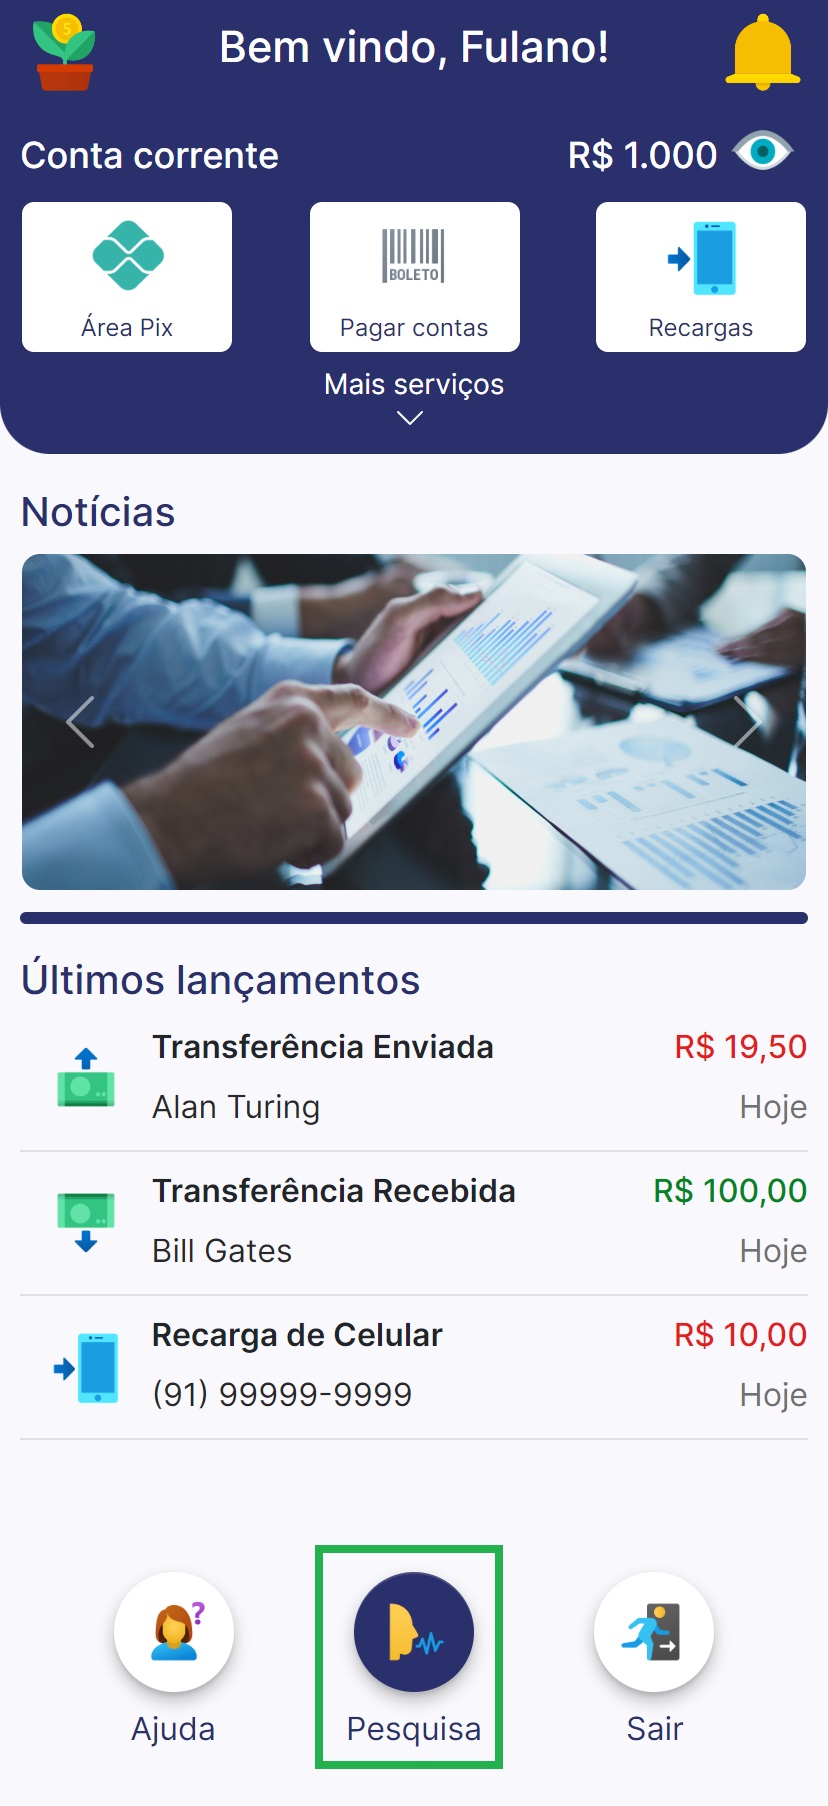 Bem vindo, Fulano!
Conta corrente
R$ 1.000
BOLETO
Área Pix
Pagar contas
Recargas
Mais serviços
Notícias
Últimos lançamentos
Transferência Enviada
R$ 19,50
Alan Turing
Hoje
Transferência Recebida
R$ 100,00
Bill Gates
Hoje
Recarga de Celular
R$ 10,00
(91) 99999-9999
Hoje
?
Ajuda
Pesquisa
Sair